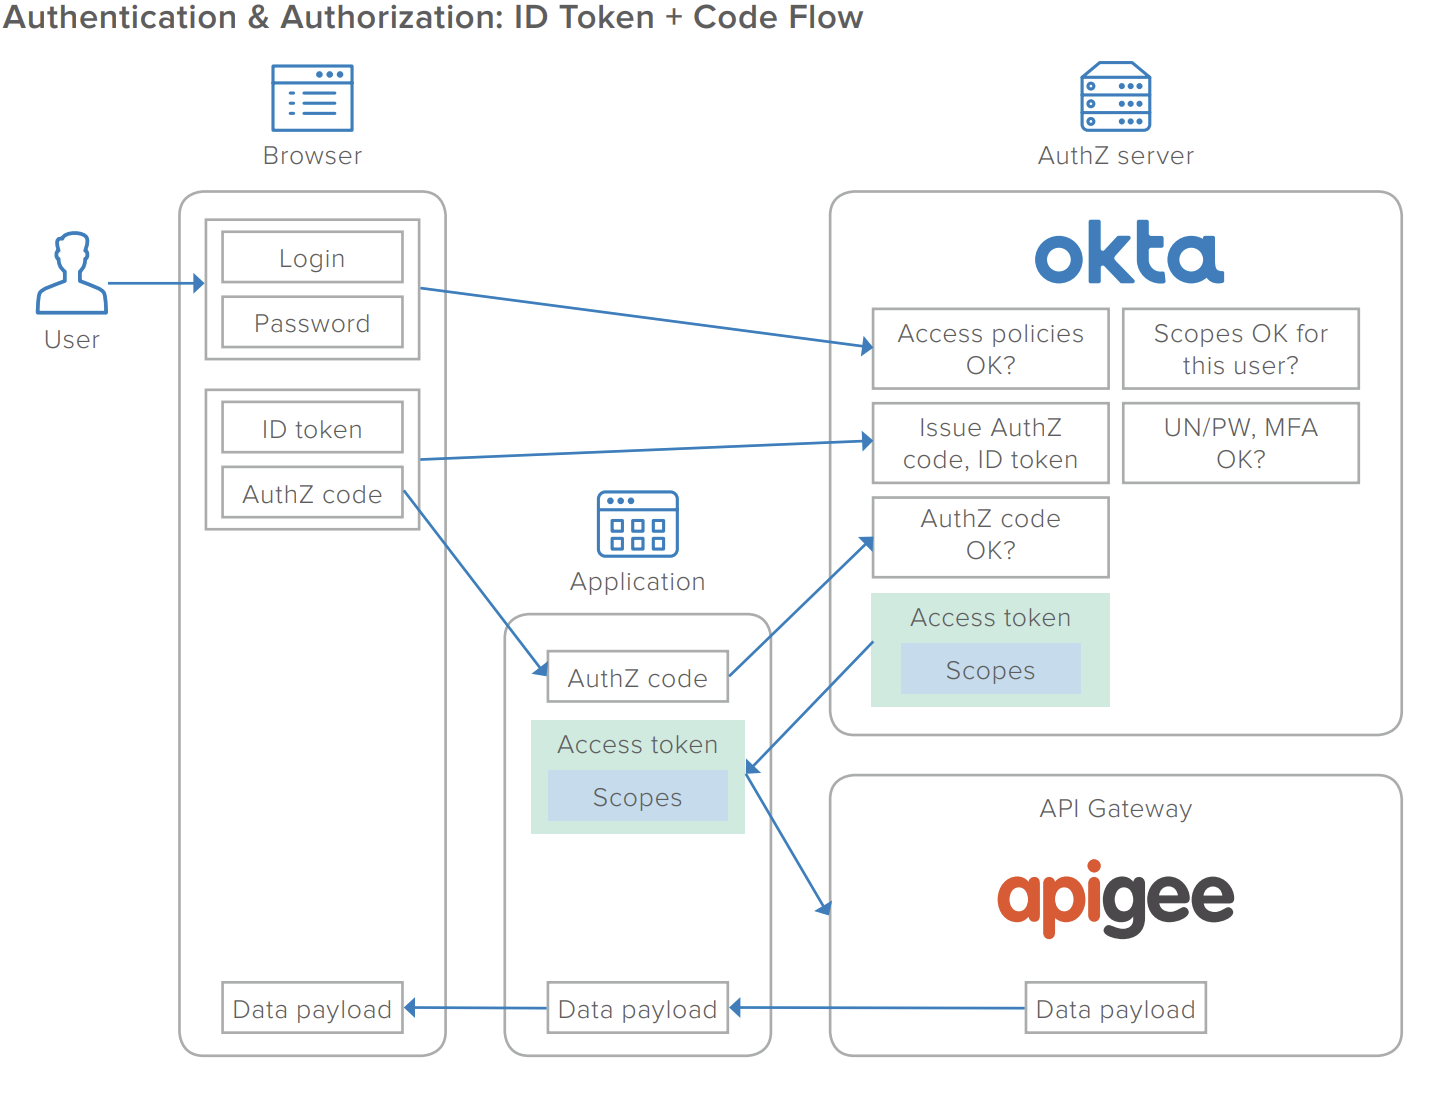 Authentication & Authorization: ID Token + Code Flow
Browser
AuthZ server
User
Login
Password
ID token
AuthZ code
Data payload
Application
AuthZ code
Access token
Scopes
Data payload
okta
Access policies
OK?
Scopes OK for
this user?
Issue AuthZ
code, ID token
UN/PW, MFA
OK?
AuthZ code
OK?
Access token
Scopes
API Gateway
apigee
Data payload